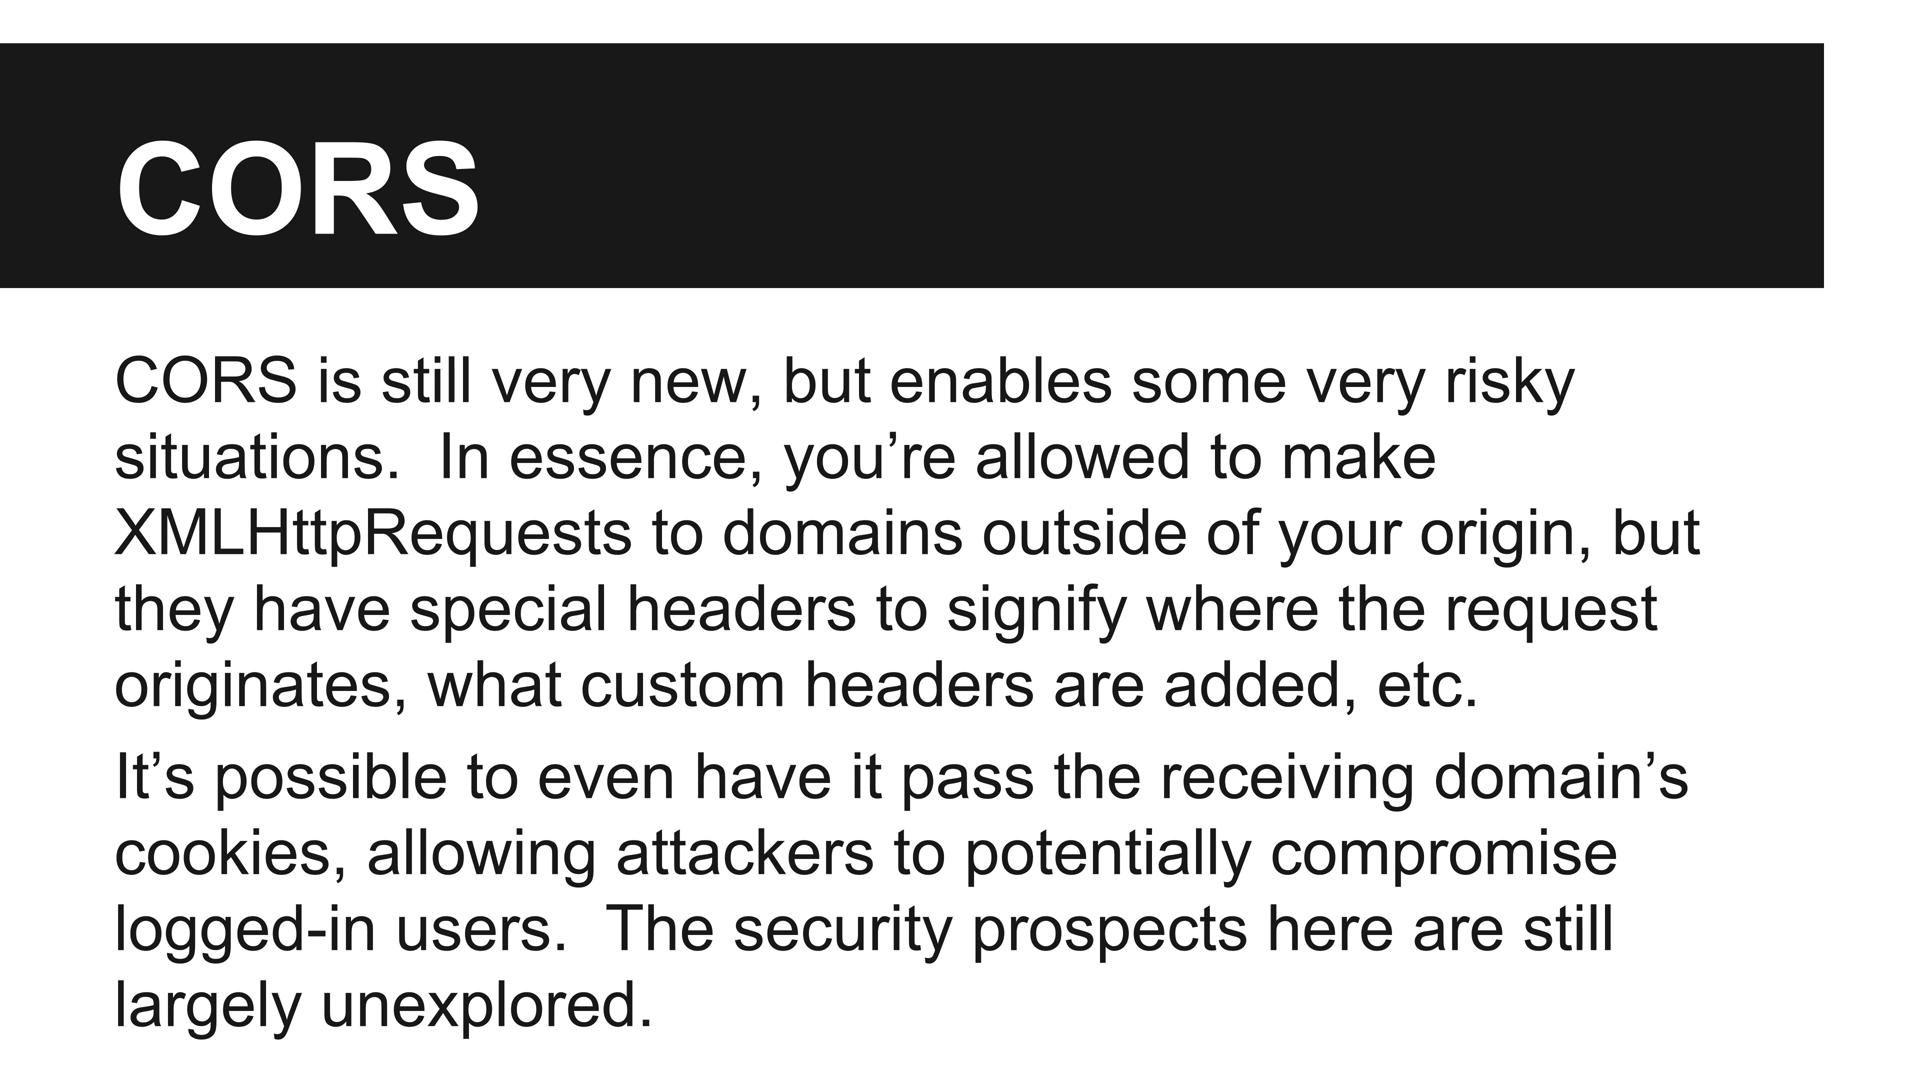 CORS
CORS is still very new, but enables some very risky
situations.  In essence, you’re allowed to make
XMLHttpRequests to domains outside of your origin, but
they have special headers to signify where the request
originates, what custom headers are added, etc.
It’s possible to even have it pass the receiving domain’s
cookies, allowing attackers to potentially compromise
logged-in users.  The security prospects here are still
largely unexplored.